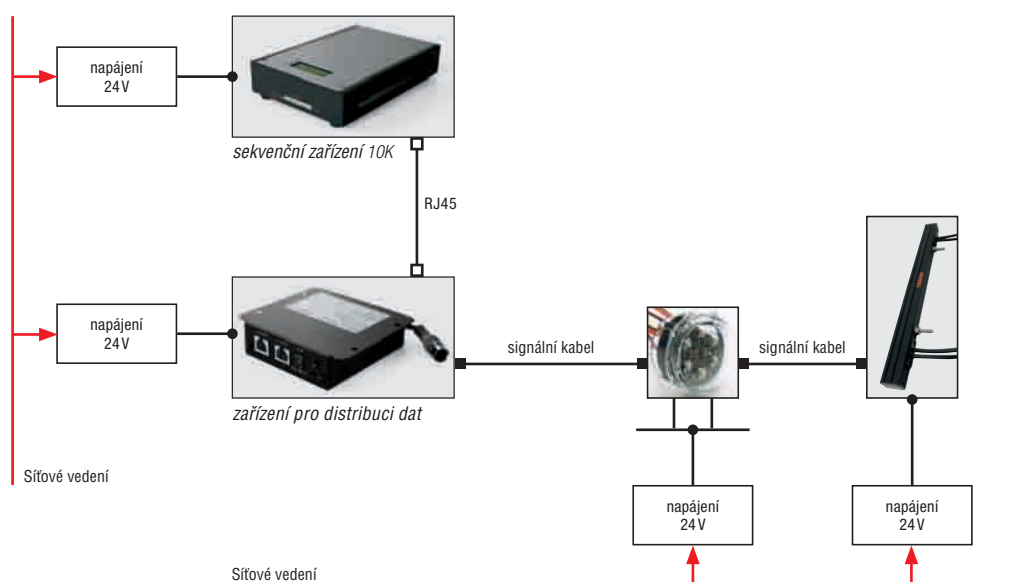 napájení
24 V
sekvenční zařízení 10K
RJ45
napájení
24 V
signální kabel
signální kabel
zařízení pro distribuci dat
Síťové vedení
napájení
24 V
napájení
24 V
Síťové vedení